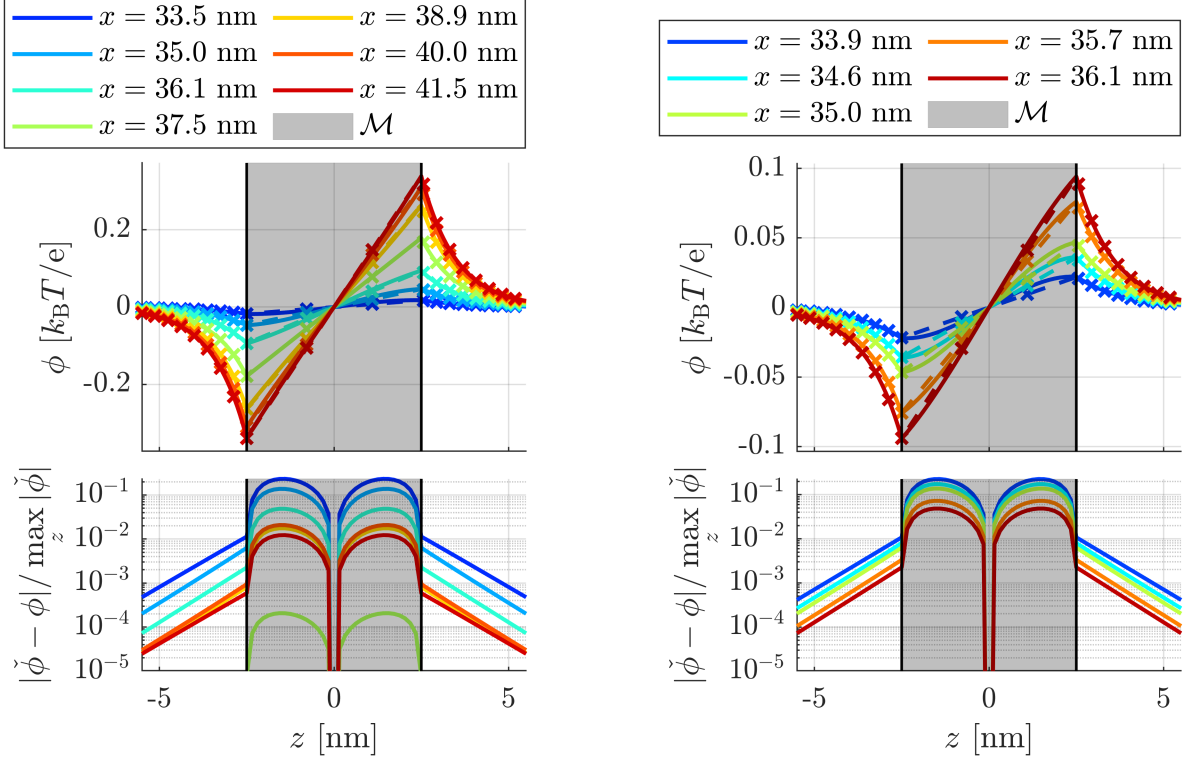 x = 33.5 nm
x = 38.9 nm
x = 35.0 nm
x = 40.0 nm
x = 36.1 nm
x = 41.5 nm
x = 37.5 nm
ℳ
0.2
0
-0.2
ϕ [k_B T/e]
10⁻¹
10⁻²
10⁻³
10⁻⁴
10⁻⁵
|ϕ̌ − ϕ|/ max_z |ϕ̌|
-5
0
5
z [nm]
x = 33.9 nm
x = 35.7 nm
x = 34.6 nm
x = 36.1 nm
x = 35.0 nm
ℳ
0.1
0.05
0
-0.05
-0.1
ϕ [k_B T/e]
10⁻¹
10⁻²
10⁻³
10⁻⁴
10⁻⁵
|ϕ̌ − ϕ|/ max_z |ϕ̌|
-5
0
5
z [nm]